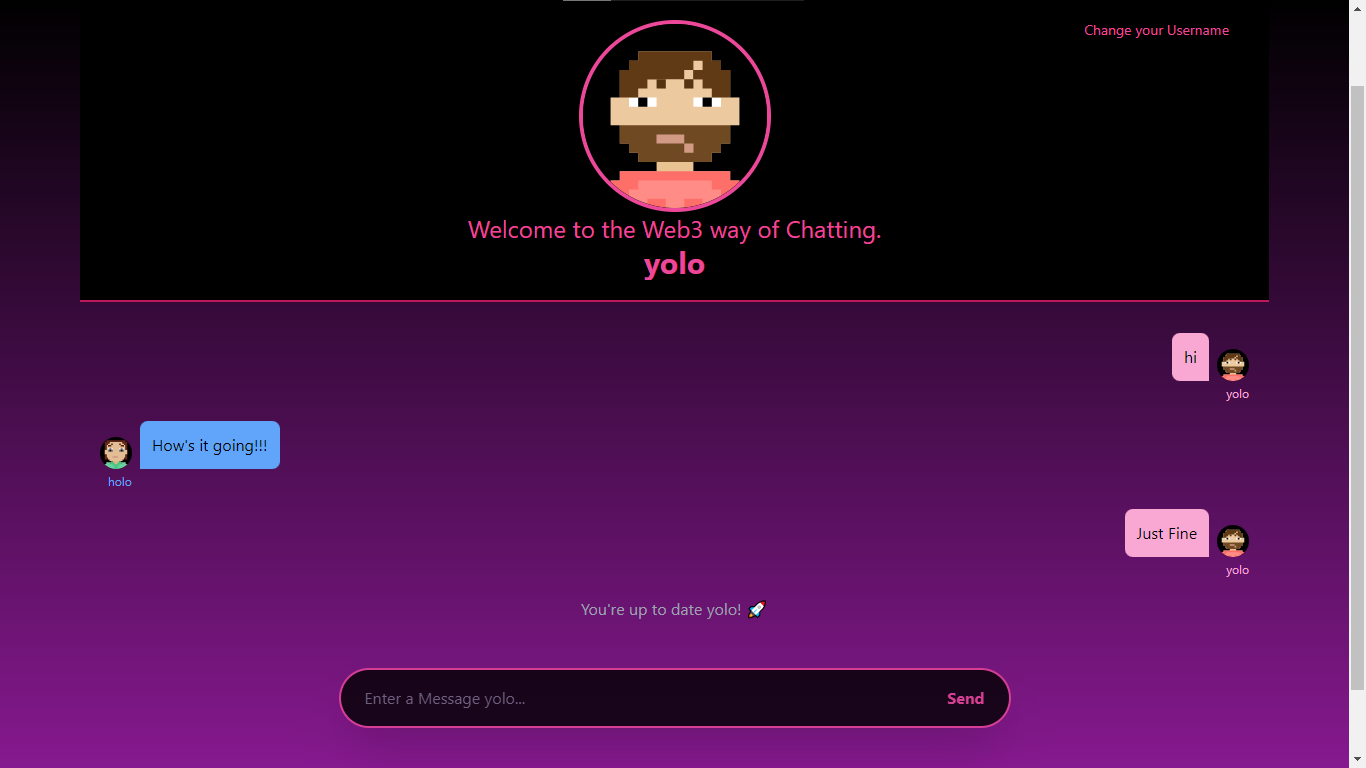 Change your Username
Welcome to the Web3 way of Chatting.
yolo
hi
yolo
How's it going!!!
holo
Just Fine
yolo
You're up to date yolo! 🚀
Enter a Message yolo... Send